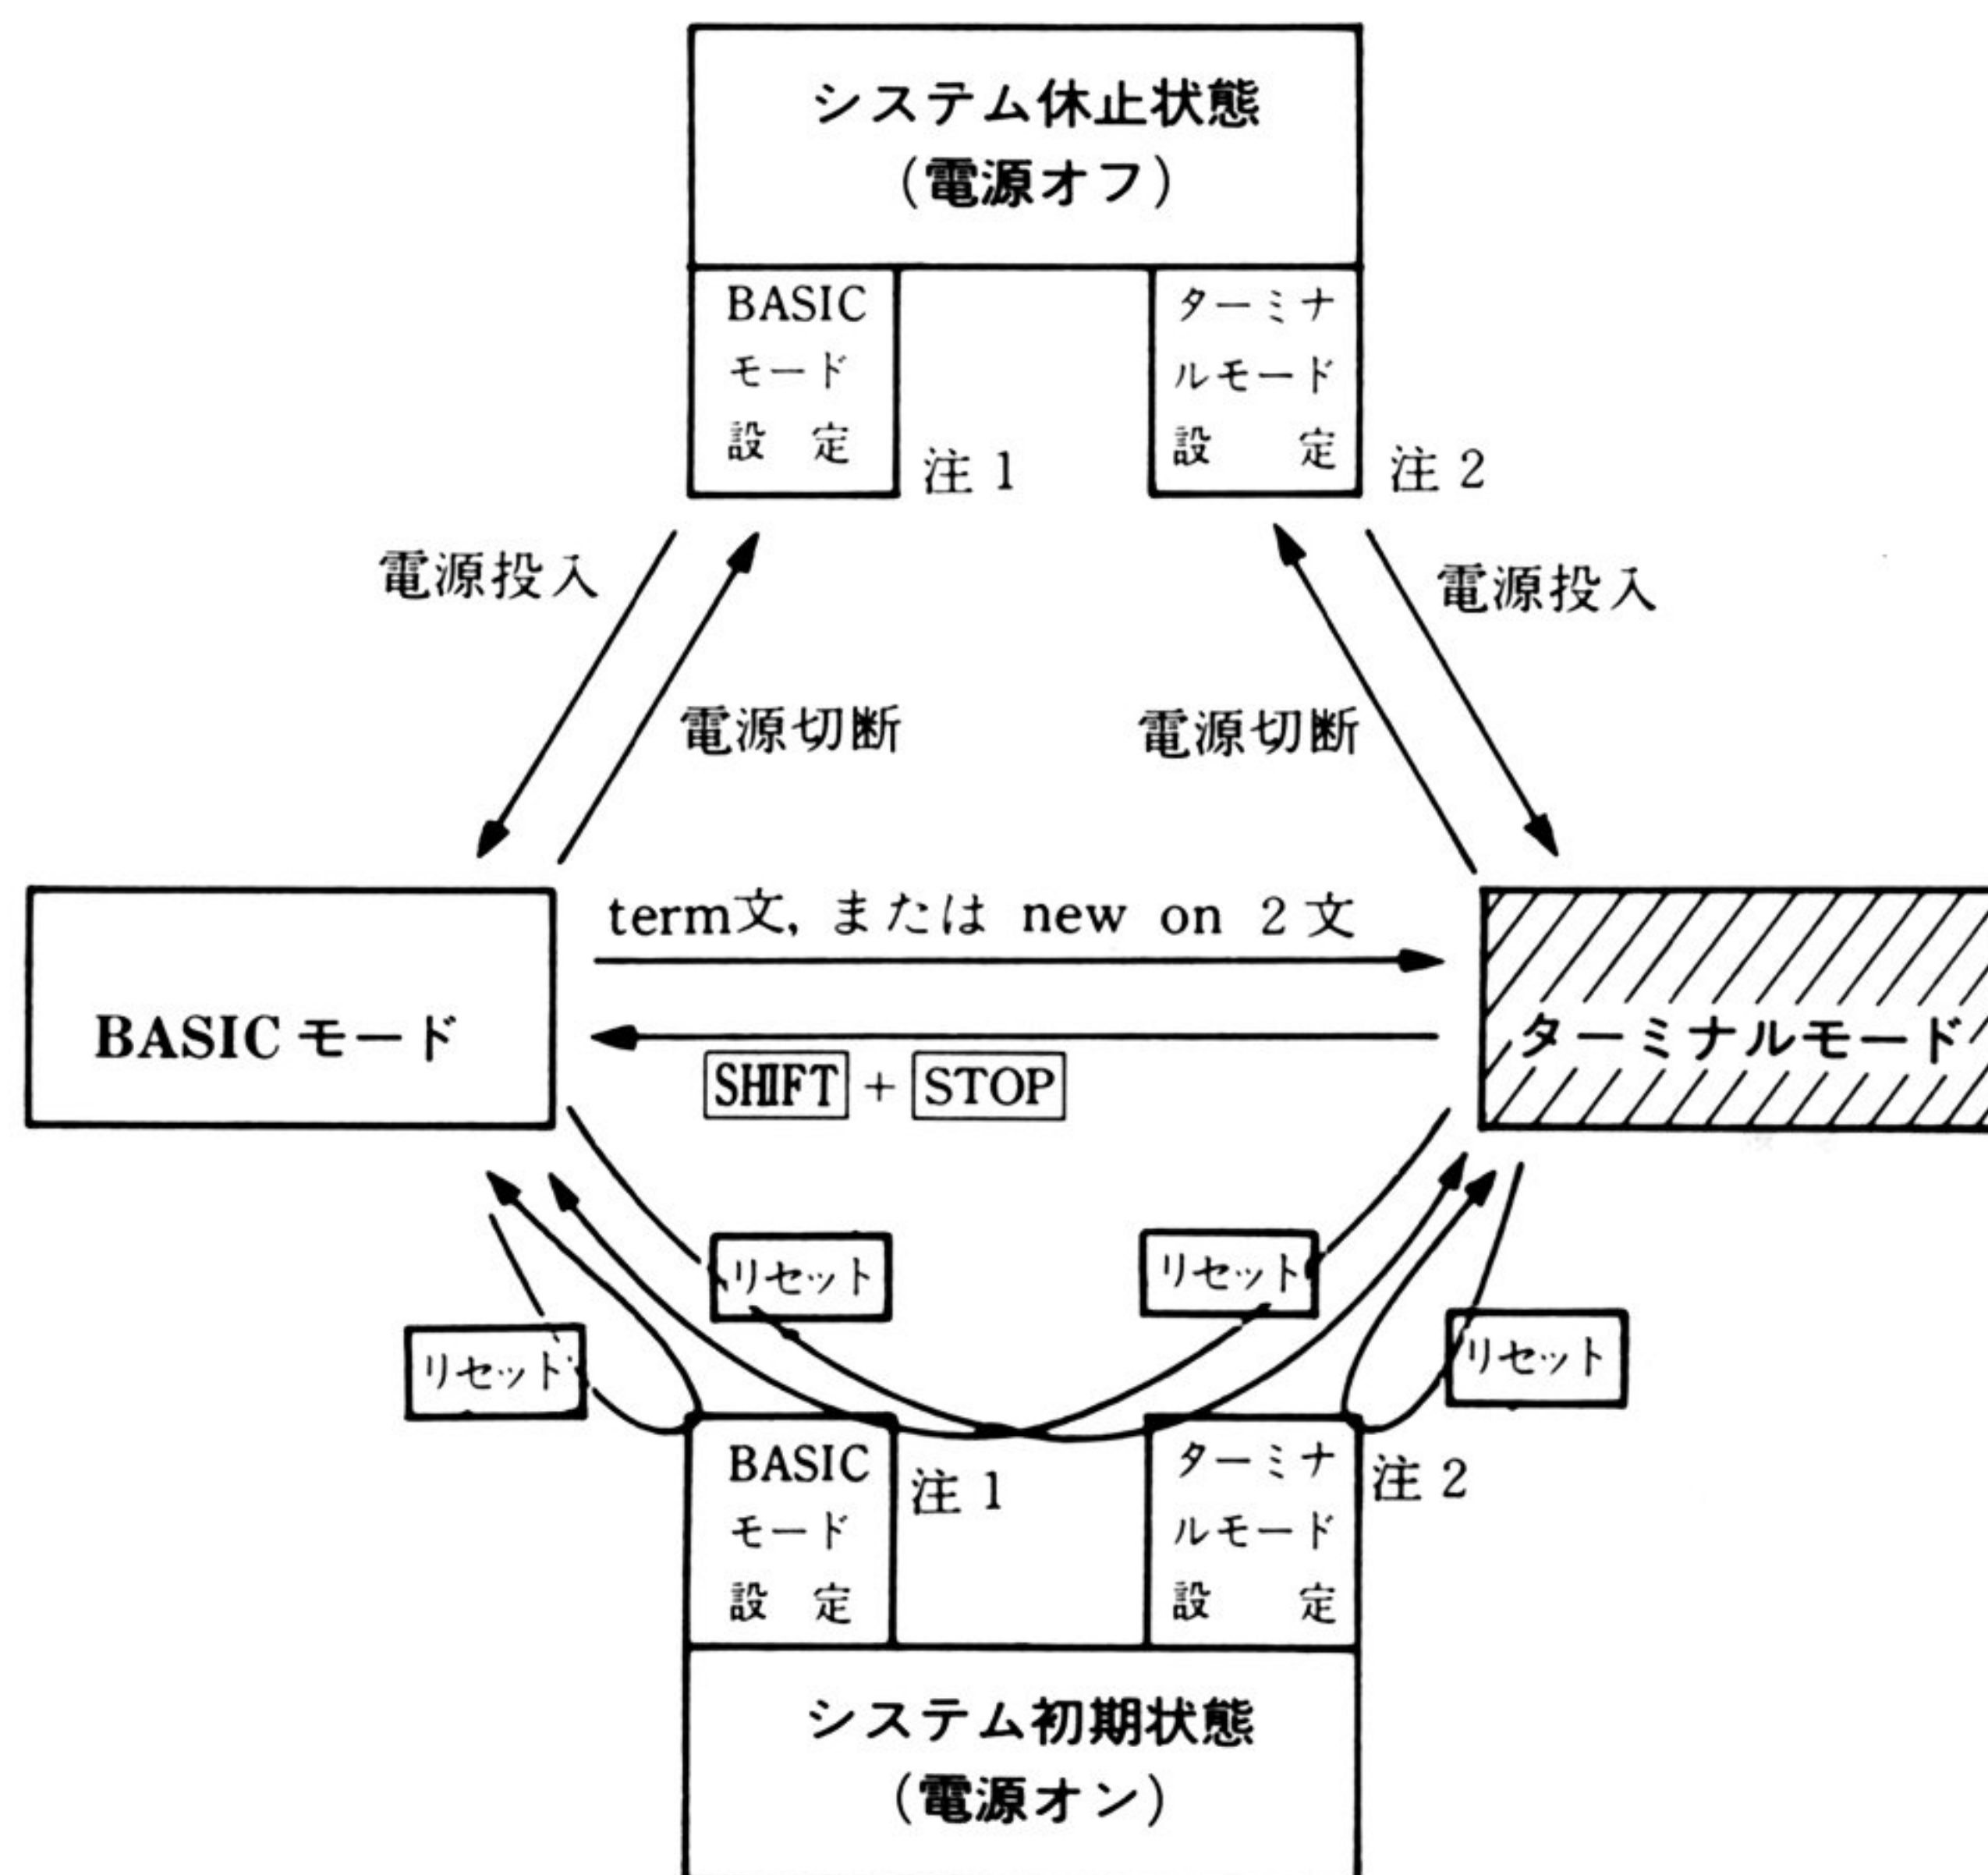 システム休止状態
(電源オフ)
BASIC
モード
設 定
注1
ターミナ
ルモード
設 定
注2
電源投入
電源切断
電源切断
電源投入
term文, または new on 2文
BASICモード
ターミナルモード
SHIFT + STOP
リセット
リセット
リセット
リセット
BASIC
モード
設 定
注1
ターミナ
ルモード
設 定
注2
システム初期状態
(電源オン)